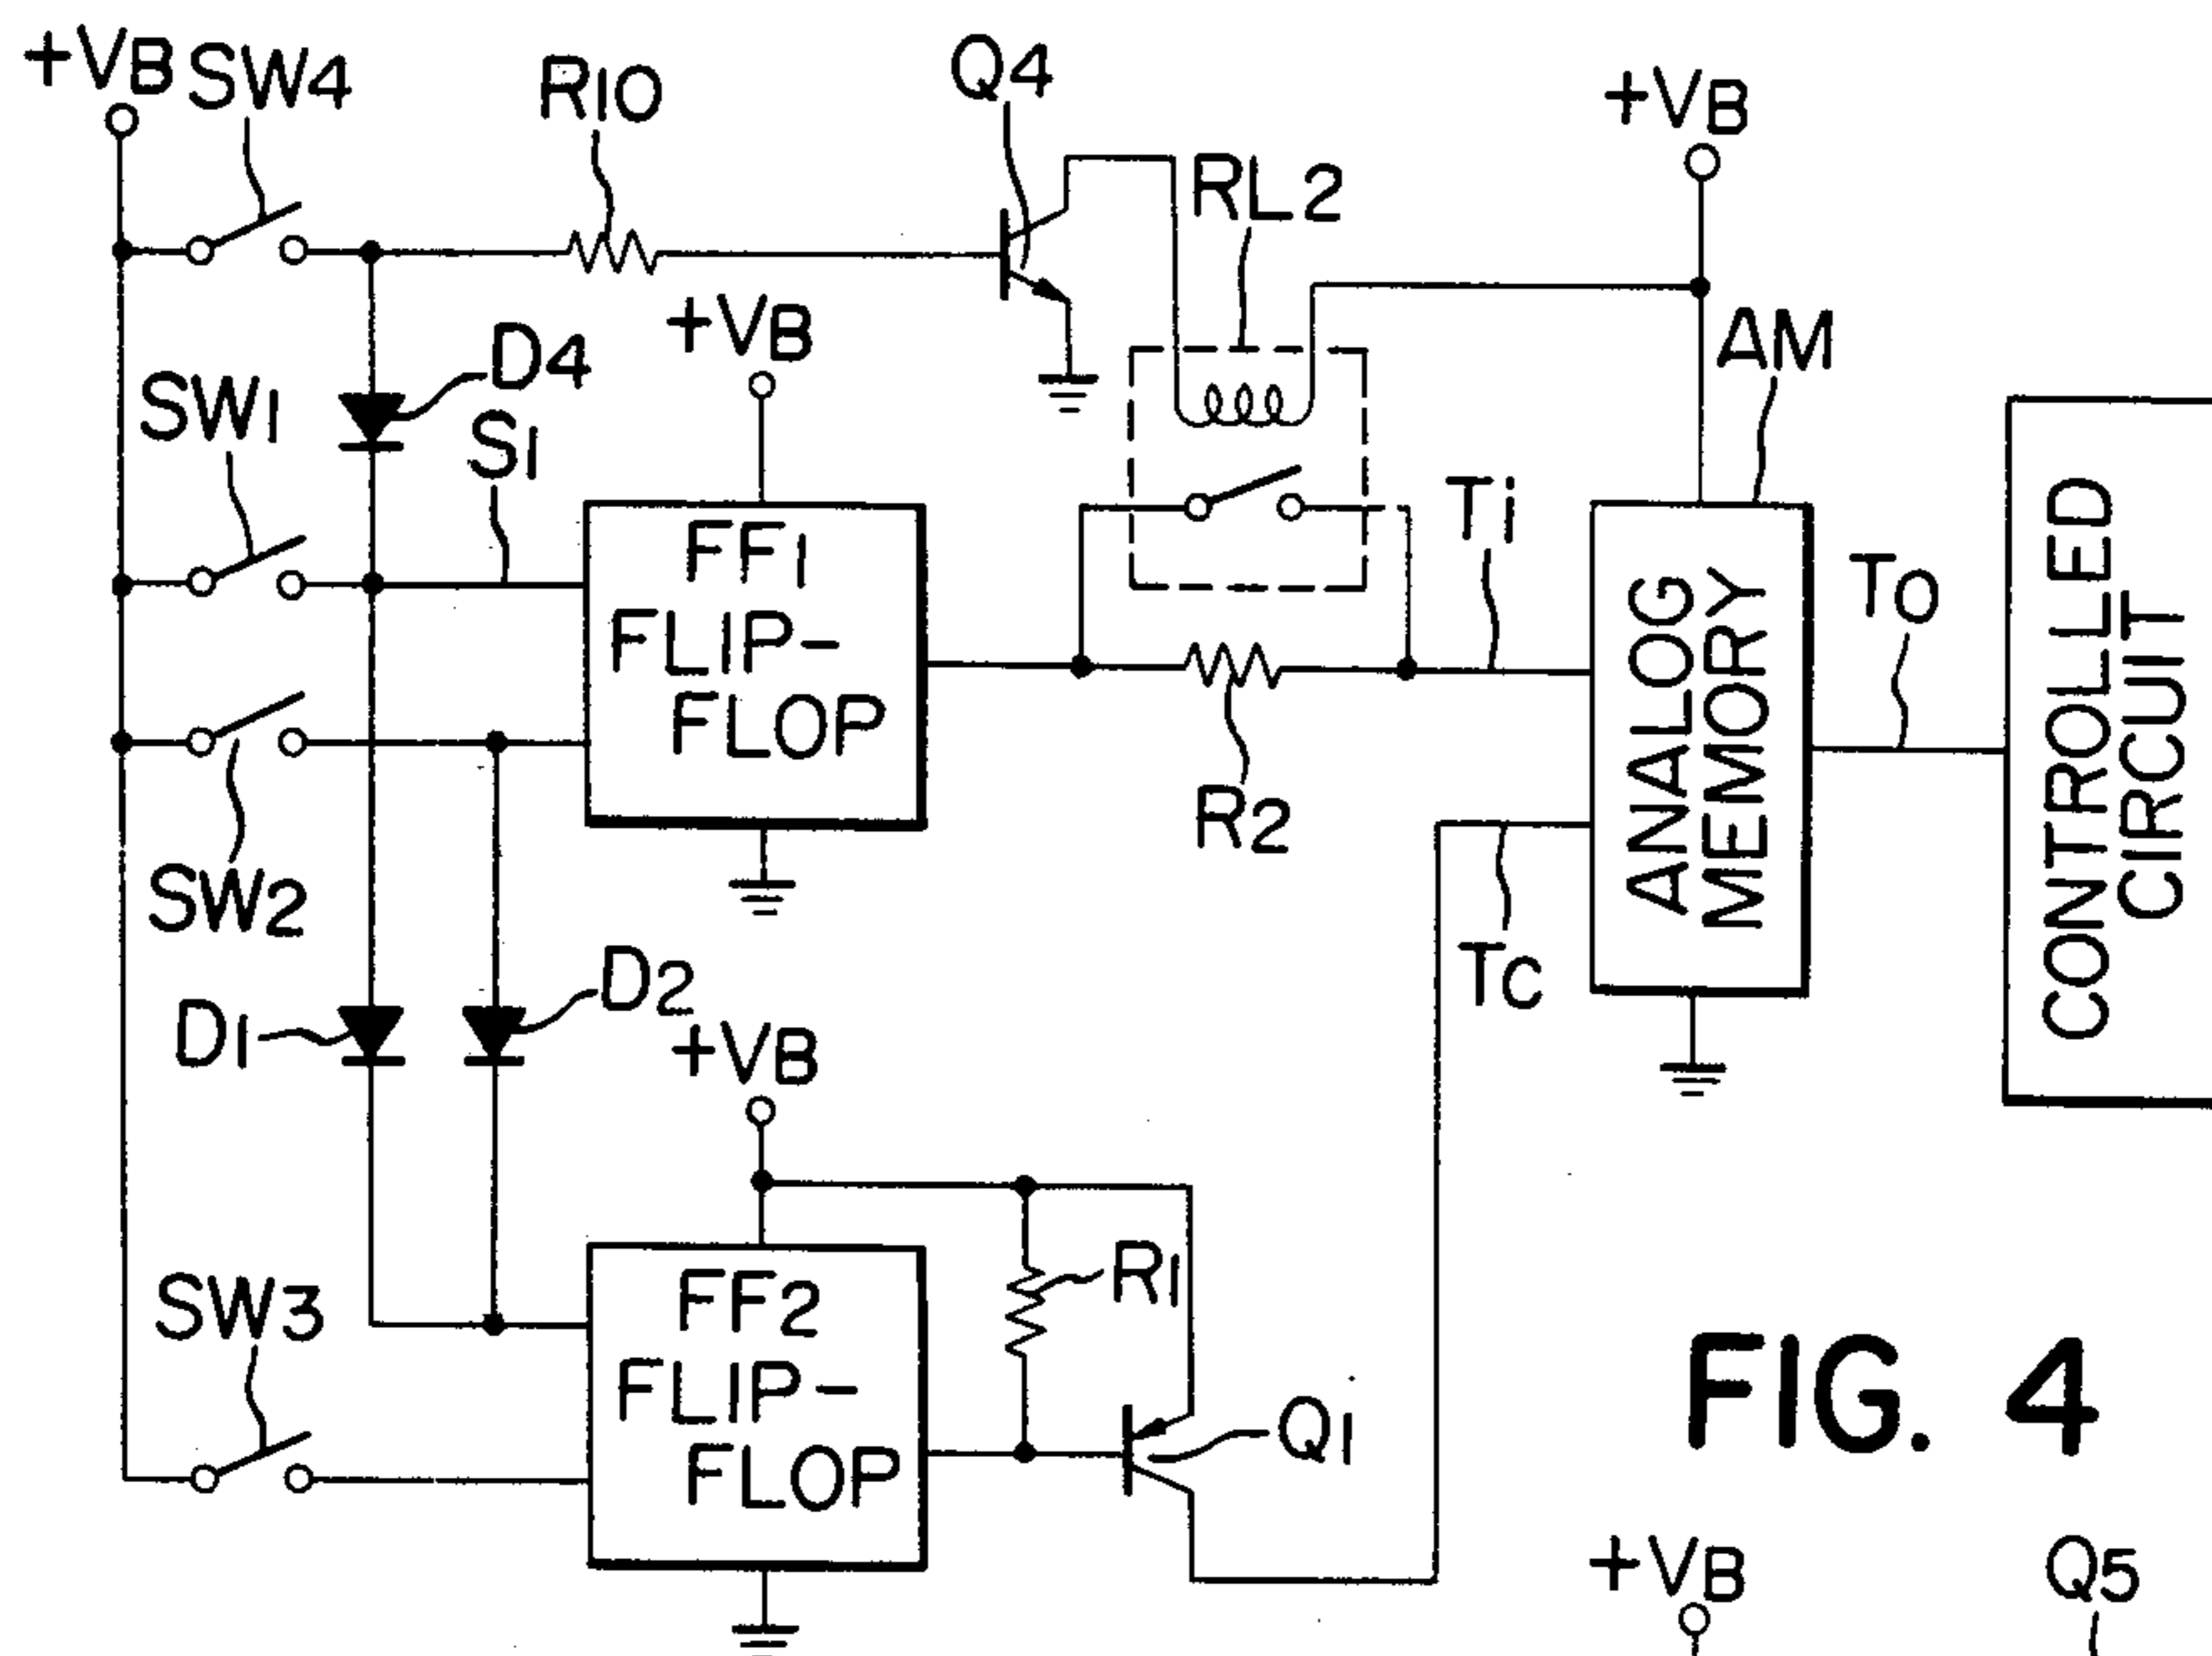 +VB SW4
R10
Q4
RL2
+VB
D4
+VB
AM
SW1
S1
Ti
FF1
FLIP-
FLOP
To
ANALOG
MEMORY
CONTROLLED
CIRCUIT
R2
SW2
Tc
D1
D2
+VB
SW3
FF2
FLIP-
FLOP
R1
Q1
FIG. 4
+VB
Q5